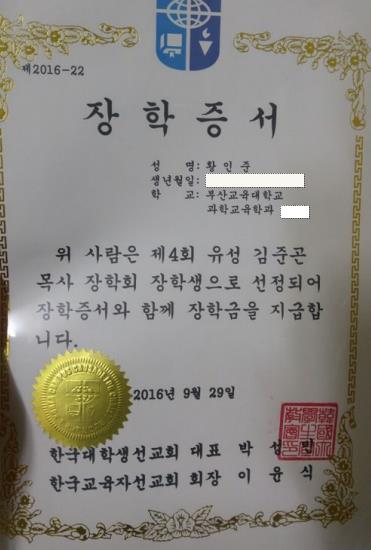 제2016-22
장학증서
성 명: 황인준
생년월일:
학 교: 부산교육대학교
과학교육학과
위 사람은 제4회 유성 김준곤
목사 장학회 장학생으로 선정되어
장학증서와 함께 장학금을 지급합
니다.
2016년 9월 29일
한국대학생선교회 대표 박성민
한국교육자선교회 회장 이윤식